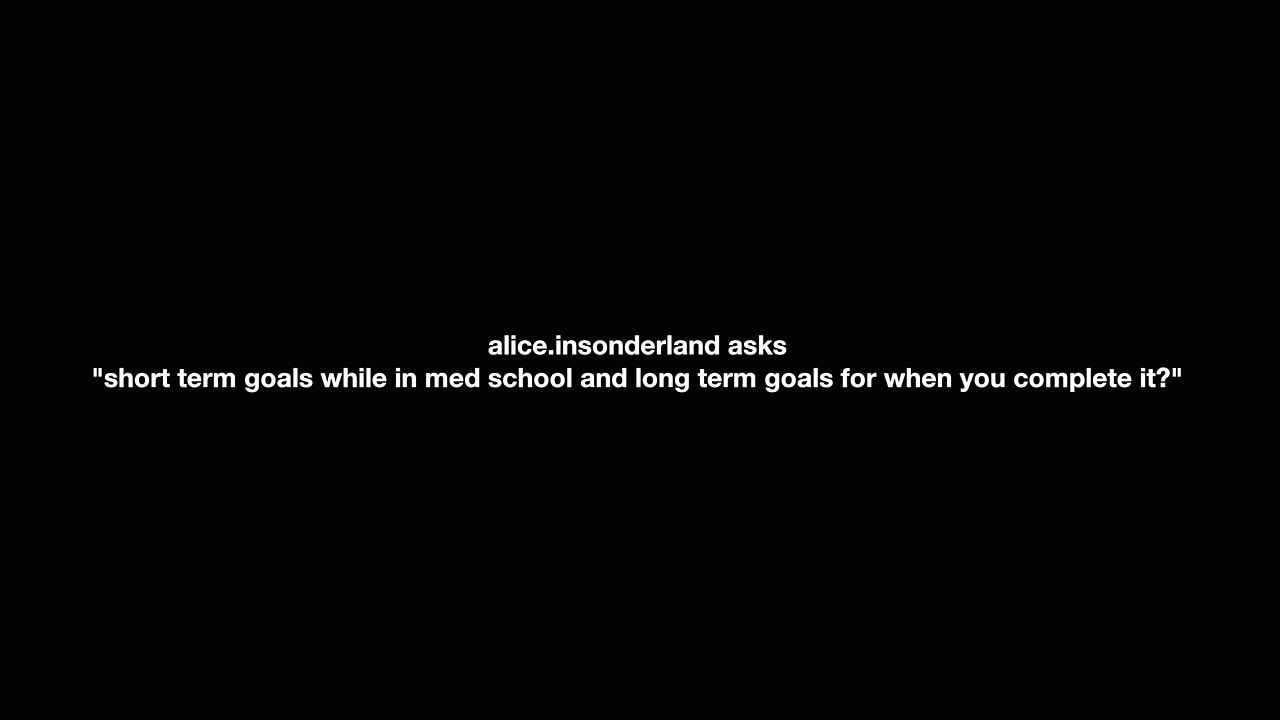 alice.insonderland asks
"short term goals while in med school and long term goals for when you complete it?"